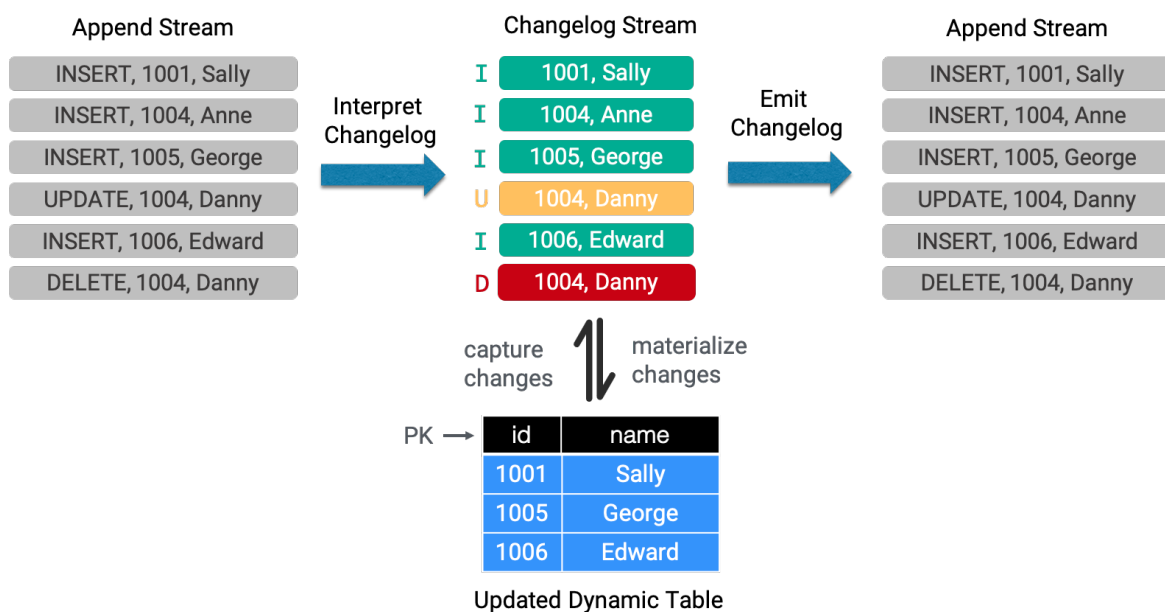 Append Stream
INSERT, 1001, Sally
INSERT, 1004, Anne
INSERT, 1005, George
UPDATE, 1004, Danny
INSERT, 1006, Edward
DELETE, 1004, Danny
Interpret
Changelog
Changelog Stream
I 1001, Sally
I 1004, Anne
I 1005, George
U 1004, Danny
I 1006, Edward
D 1004, Danny
Emit
Changelog
Append Stream
INSERT, 1001, Sally
INSERT, 1004, Anne
INSERT, 1005, George
UPDATE, 1004, Danny
INSERT, 1006, Edward
DELETE, 1004, Danny
capture
changes
materialize
changes
PK
id name
1001 Sally
1005 George
1006 Edward
Updated Dynamic Table